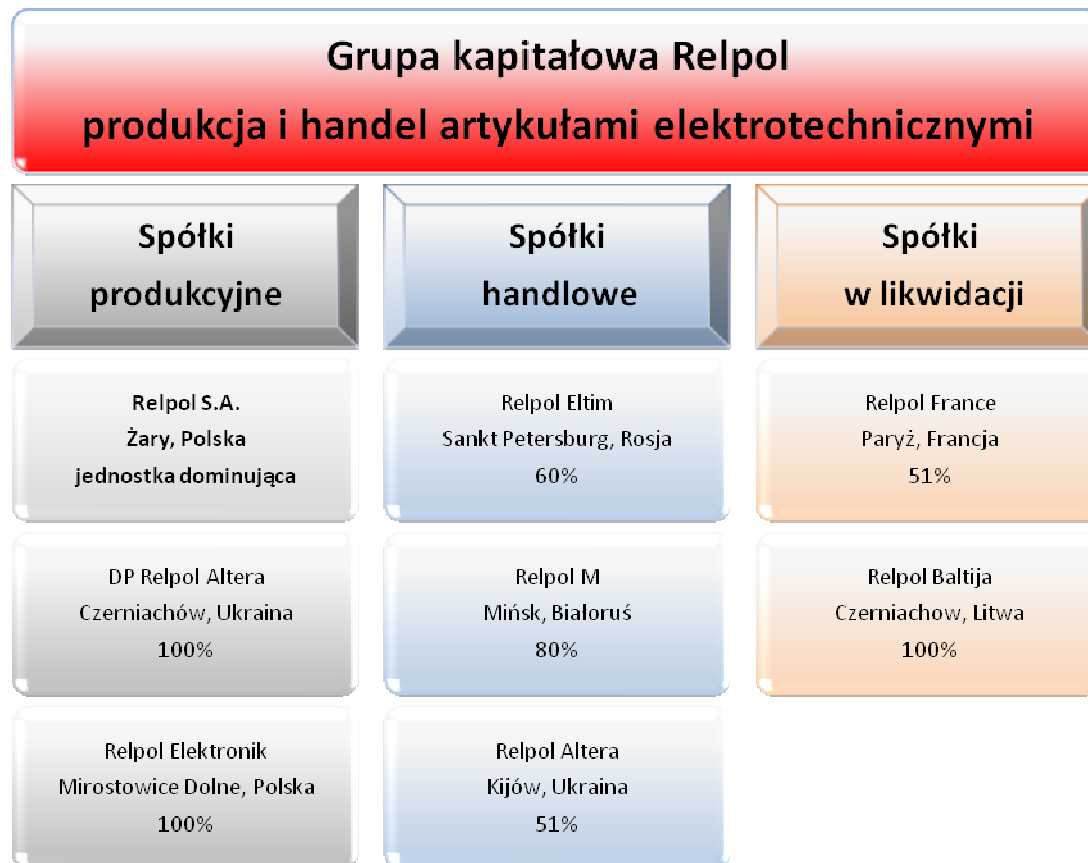 Grupa kapitałowa Relpol
produkcja i handel artykułami elektrotechnicznymi
Spółki
produkcyjne
Spółki
handlowe
Spółki
w likwidacji
Relpol S.A.
Żary, Polska
jednostka dominująca
Relpol Eltim
Sankt Petersburg, Rosja
60%
Relpol France
Paryż, Francja
51%
DP Relpol Altera
Czerniachów, Ukraina
100%
Relpol M
Mińsk, Białoruś
80%
Relpol Baltija
Czerniachow, Litwa
100%
Relpol Elektronik
Mirostowice Dolne, Polska
100%
Relpol Altera
Kijów, Ukraina
51%